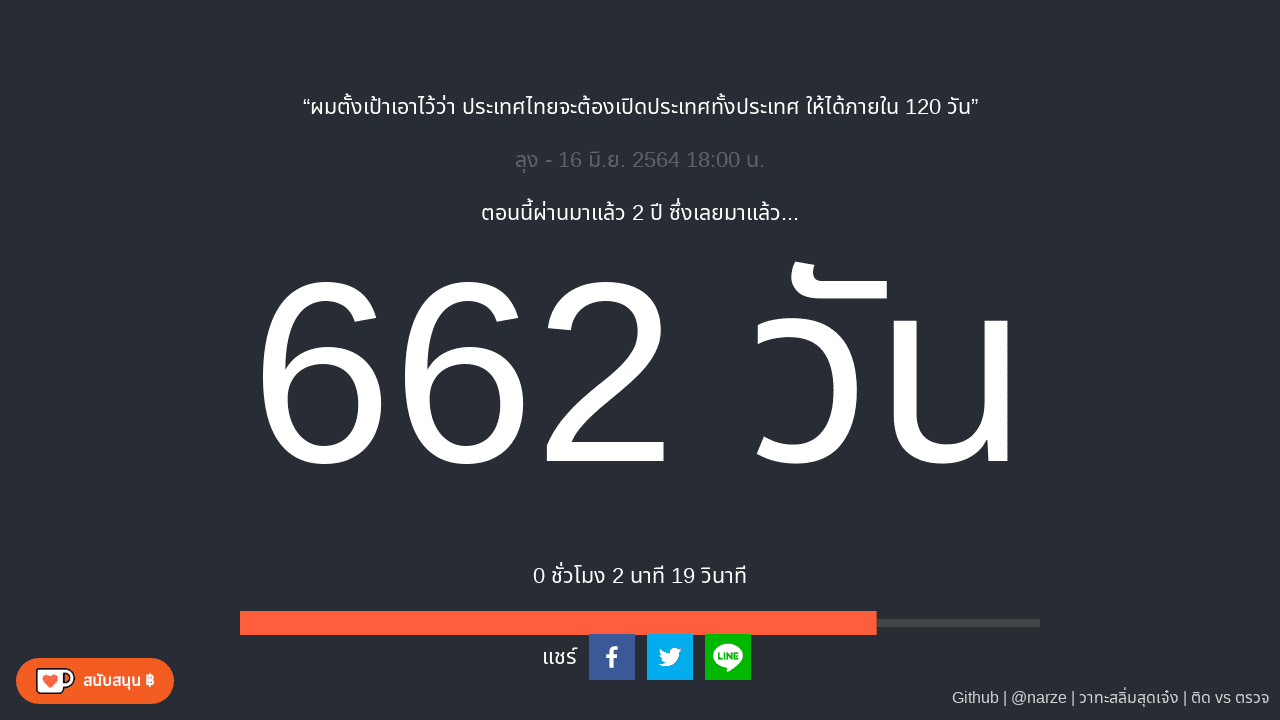 “ผมตั้งเป้าเอาไว้ว่า ประเทศไทยจะต้องเปิดประเทศทั้งประเทศ ให้ได้ภายใน 120 วัน”
ลุง - 16 มิ.ย. 2564 18:00 น.
ตอนนี้ผ่านมาแล้ว 2 ปี ซึ่งเลยมาแล้ว...
662 วัน
0 ชั่วโมง 2 นาที 19 วินาที
แชร์
LINE
สนับสนุน ฿
Github | @narze | วาทะสลิ่มสุดเจ๋ง | ติด vs ตรวจ